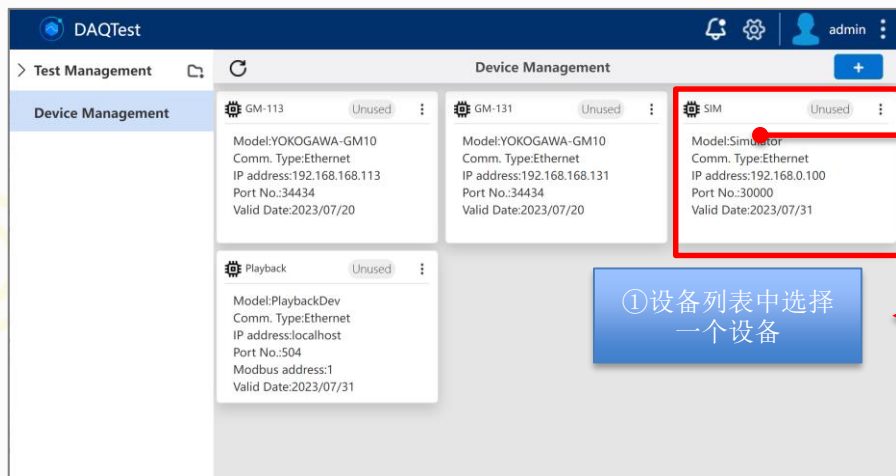 DAQTest
admin
Test Management
Device Management
Device Management
+
GM-113 Unused
Model:YOKOGAWA-GM10
Comm. Type:Ethernet
IP address:192.168.168.113
Port No.:34434
Valid Date:2023/07/20
GM-131 Unused
Model:YOKOGAWA-GM10
Comm. Type:Ethernet
IP address:192.168.168.131
Port No.:34434
Valid Date:2023/07/20
SIM Unused
Model:Simulator
Comm. Type:Ethernet
IP address:192.168.0.100
Port No.:30000
Valid Date:2023/07/31
Playback Unused
Model:PlaybackDev
Comm. Type:Ethernet
IP address:localhost
Port No.:504
Modbus address:1
Valid Date:2023/07/31
①设备列表中选择
一个设备